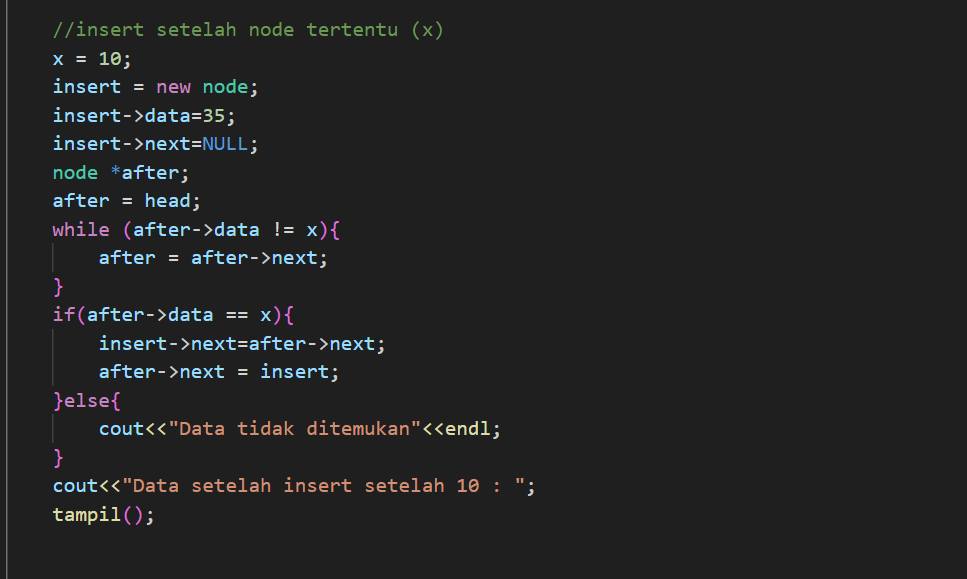 //insert setelah node tertentu (x)
x = 10;
insert = new node;
insert->data=35;
insert->next=NULL;
node *after;
after = head;
while (after->data != x){
    after = after->next;
}
if(after->data == x){
    insert->next=after->next;
    after->next = insert;
}else{
    cout<<"Data tidak ditemukan"<<endl;
}
cout<<"Data setelah insert setelah 10 : ";
tampil();